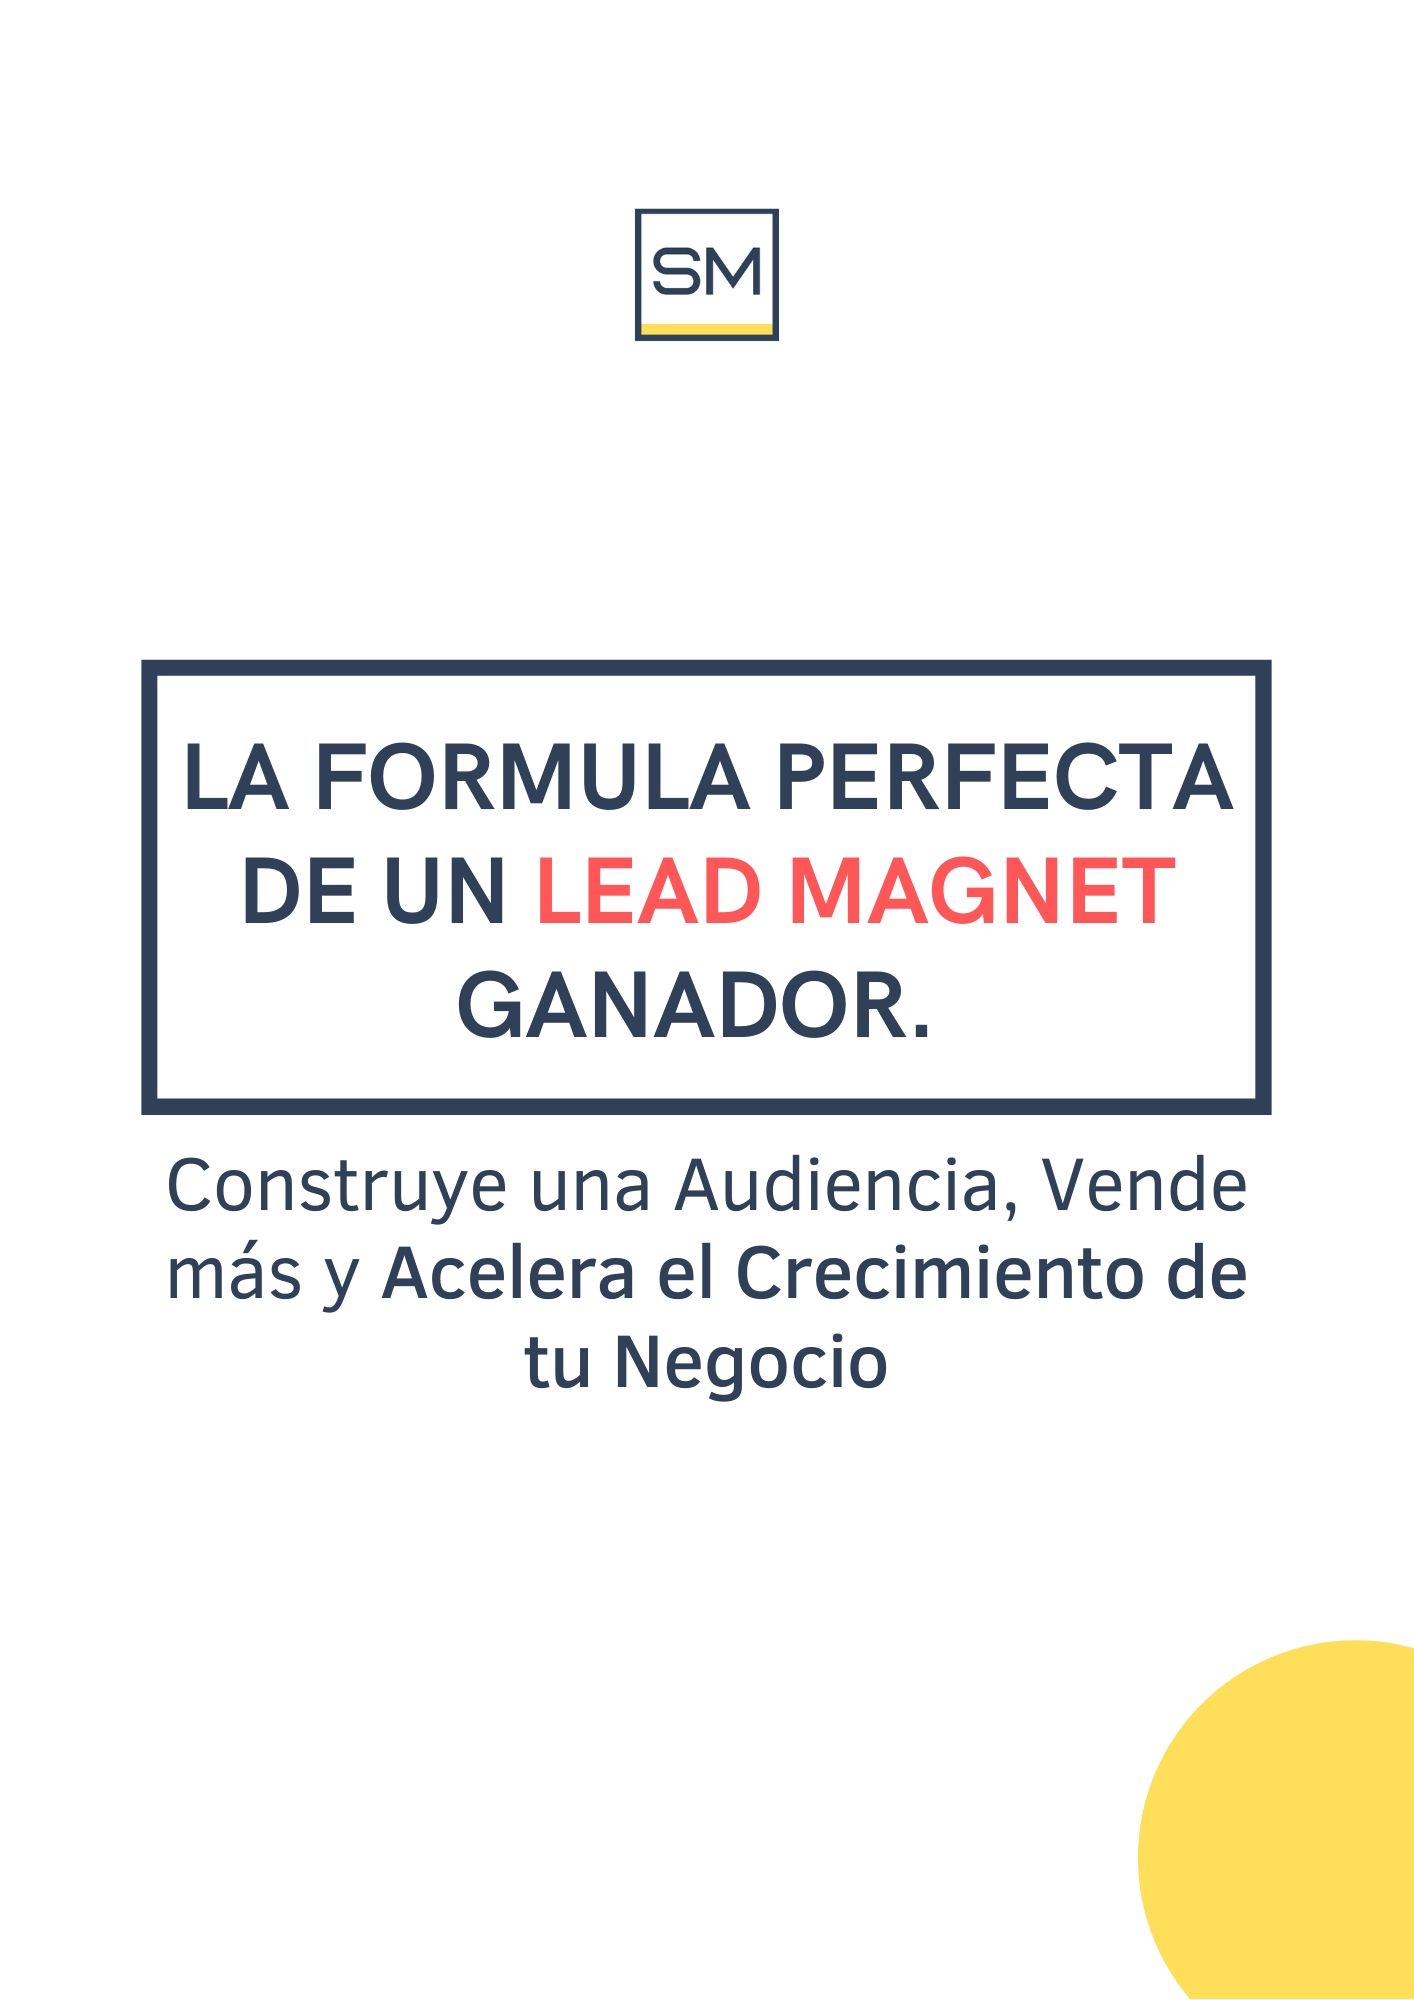 SM
LA FORMULA PERFECTA
DE UN LEAD MAGNET
GANADOR.
Construye una Audiencia, Vende
más y Acelera el Crecimiento de
tu Negocio